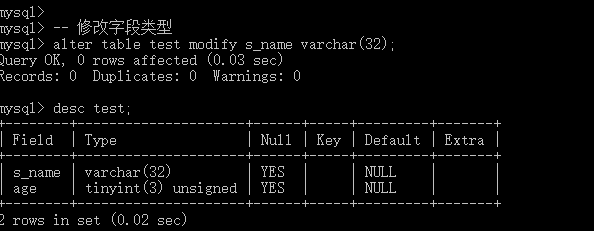 mysql>
mysql> -- 修改字段类型
mysql> alter table test modify s_name varchar(32);
Query OK, 0 rows affected (0.03 sec)
Records: 0  Duplicates: 0  Warnings: 0
mysql> desc test;
+--------+---------------------+------+-----+---------+-------+
| Field  | Type                | Null | Key | Default | Extra |
+--------+---------------------+------+-----+---------+-------+
| s_name | varchar(32)         | YES  |     | NULL    |       |
| age    | tinyint(3) unsigned | YES  |     | NULL    |       |
+--------+---------------------+------+-----+---------+-------+
2 rows in set (0.02 sec)